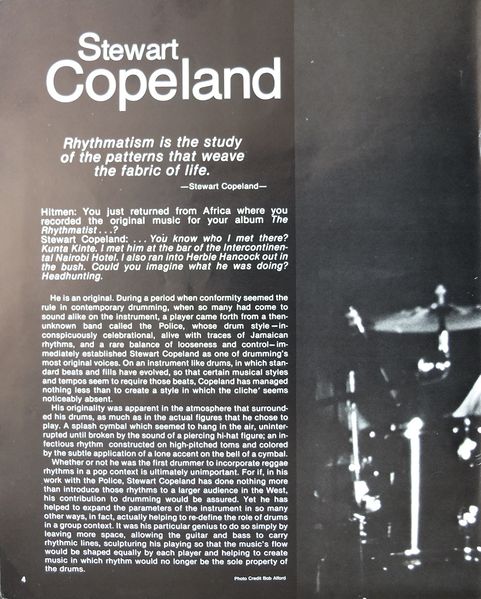 Stewart
Copeland
Rhythmatism is the study
of the patterns that weave
the fabric of life.
—Stewart Copeland—
Hitmen: You just returned from Africa where you
recorded the original music for your album The
Rhythmatist . . .?
Stewart Copeland: . . . You know who I met there?
Kunta Kinte. I met him at the bar of the Intercontinen-
tal Nairobi Hotel. I also ran into Herbie Hancock out in
the bush. Could you imagine what he was doing?
Headhunting.
He is an original. During a period when conformity seemed the
rule in contemporary drumming, when so many had come to
sound alike on the instrument, a player came forth from a then-
unknown band called the Police, whose drum style—in-
conspicuously celebrational, alive with traces of Jamaican
rhythms, and a rare balance of looseness and control—im-
mediately established Stewart Copeland as one of drumming's
most original voices. On an instrument like drums, in which stan-
dard beats and fills have evolved, so that certain musical styles
and tempos seem to require those beats, Copeland has managed
nothing less than to create a style in which the cliche' seems
noticeably absent.
His originality was apparent in the atmosphere that surround-
ed his drums, as much as in the actual figures that he chose to
play. A splash cymbal which seemed to hang in the air, uninter-
rupted until broken by the sound of a piercing hi-hat figure; an in-
fectious rhythm constructed on high-pitched toms and colored
by the subtle application of a lone accent on the bell of a cymbal.
Whether or not he was the first drummer to incorporate reggae
rhythms in a pop context is ultimately unimportant. For if, in his
work with the Police, Stewart Copeland has done nothing more
than introduce those rhythms to a larger audience in the West,
his contribution to drumming would be assured. Yet he has
helped to expand the parameters of the instrument in so many
other ways, in fact, actually helping to re-define the role of drums
in a group context. It was his particular genius to do so simply by
leaving more space, allowing the guitar and bass to carry
rhythmic lines, sculpturing his playing so that the music's flow
would be shaped equally by each player and helping to create
music in which rhythm would no longer be the sole property of
the drums.
4
Photo Credit Bob Alford